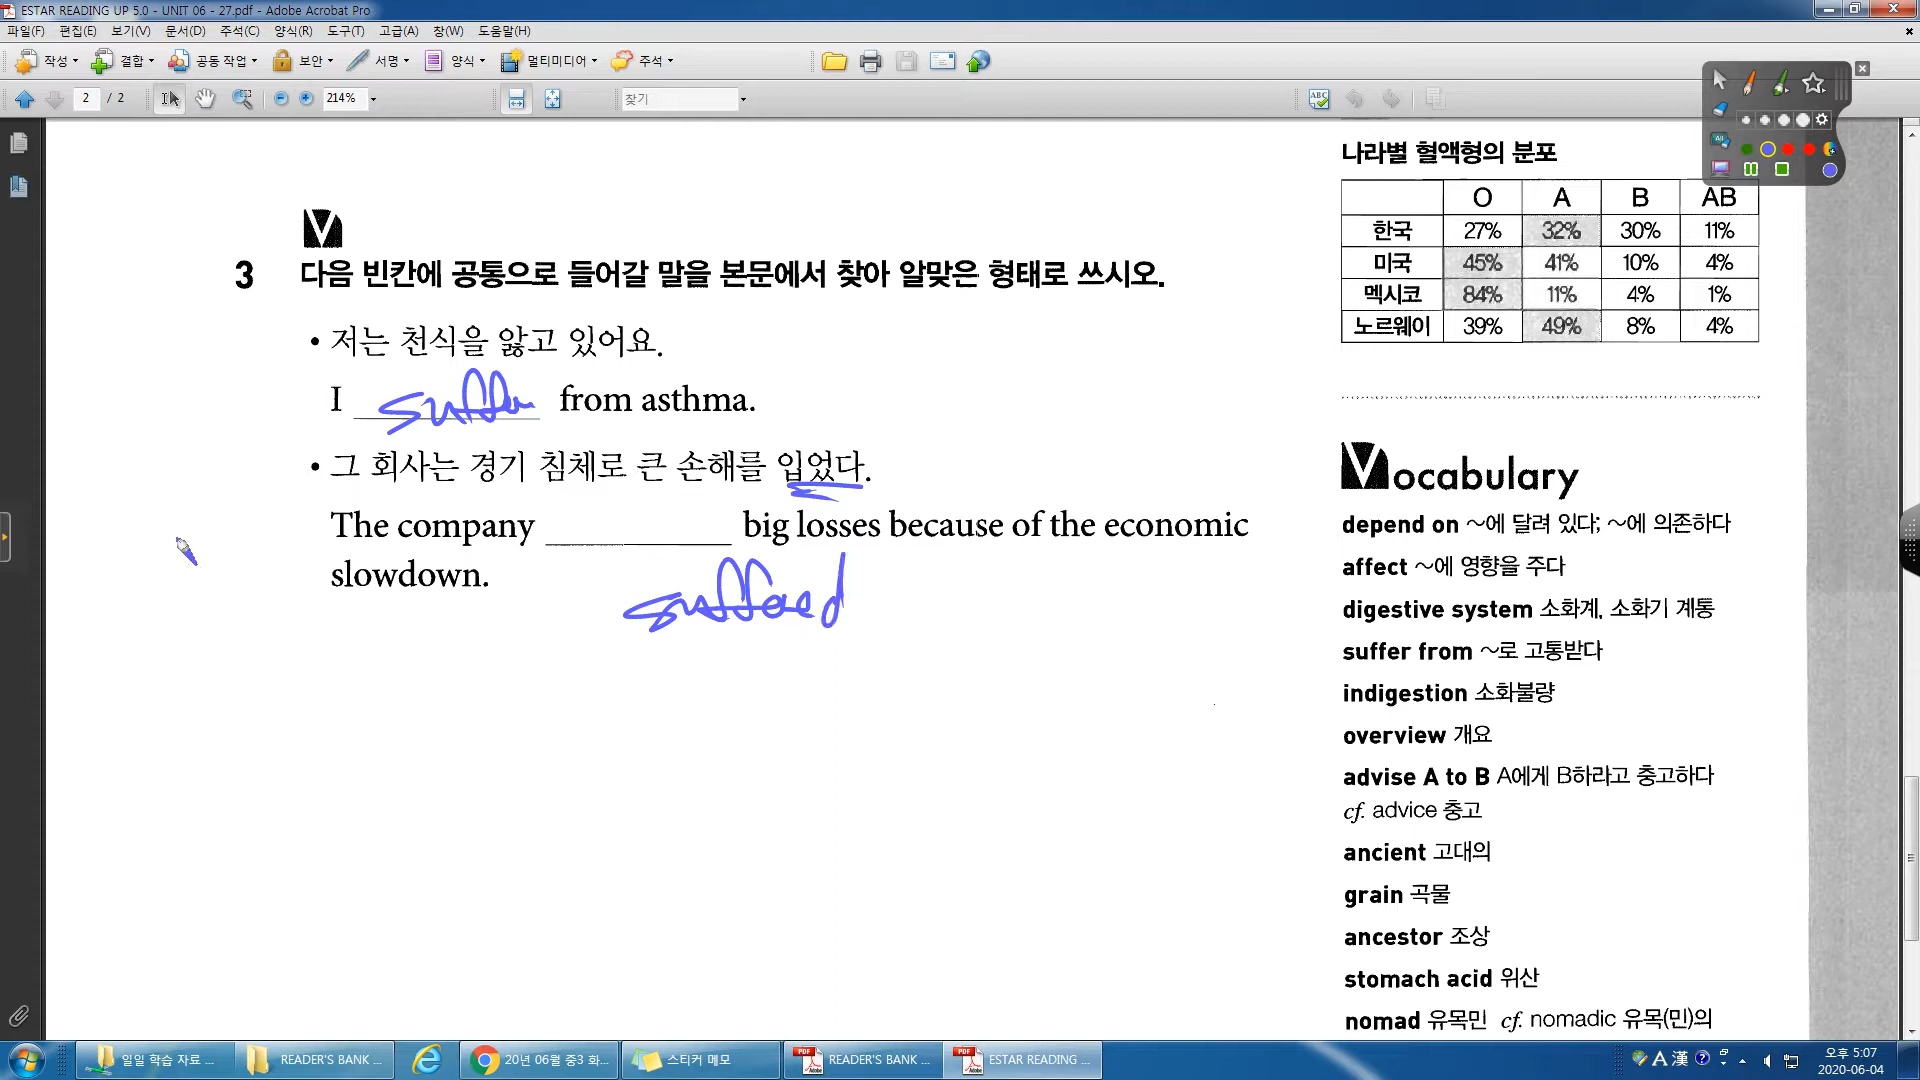 ESTAR READING UP 5.0 - UNIT 06 - 27.pdf - Adobe Acrobat Pro
파일(F) 편집(E) 보기(V) 문서(D) 주석(C) 양식(R) 도구(T) 고급(A) 창(W) 도움말(H)
작성 결합 공동 작업 보안 서명 양식 멀티미디어 주석
2 / 2 214% 찾기
V
3 다음 빈칸에 공통으로 들어갈 말을 본문에서 찾아 알맞은 형태로 쓰시오.
• 저는 천식을 앓고 있어요.
I suffer from asthma.
• 그 회사는 경기 침체로 큰 손해를 입었다.
The company __________ big losses because of the economic
slowdown.
suffered
나라별 혈액형의 분포
O A B AB
한국 27% 32% 30% 11%
미국 45% 41% 10% 4%
멕시코 84% 11% 4% 1%
노르웨이 39% 49% 8% 4%
Vocabulary
depend on ~에 달려 있다; ~에 의존하다
affect ~에 영향을 주다
digestive system 소화계, 소화기 계통
suffer from ~로 고통받다
indigestion 소화불량
overview 개요
advise A to B A에게 B하라고 충고하다
cf. advice 충고
ancient 고대의
grain 곡물
ancestor 조상
stomach acid 위산
nomad 유목민 cf. nomadic 유목(민)의
일일 학습 자료 ... READER'S BANK ... 20년 06월 중3 화... 스티커 메모 READER'S BANK ... ESTAR READING ... A 漢 오후 5:07
2020-06-04